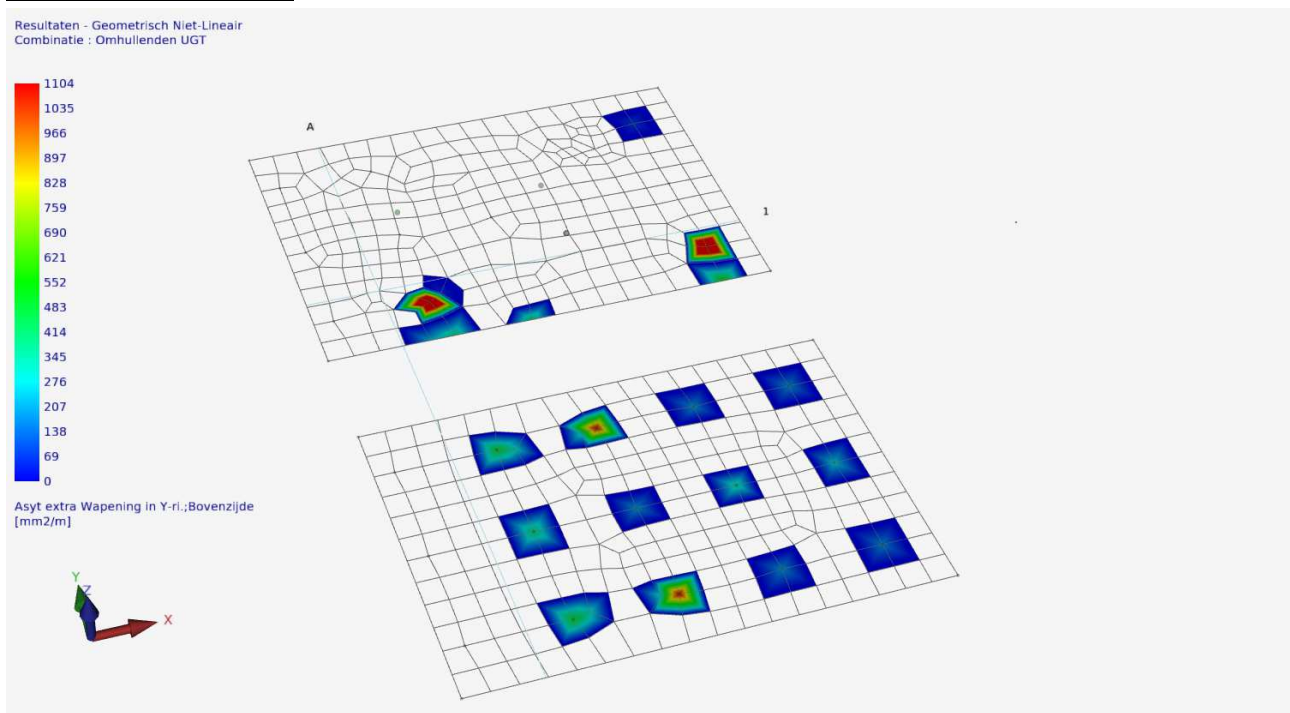 Resultaten - Geometrisch Niet-Lineair
Combinatie : Omhullenden UGT
1104
1035
966
897
828
759
690
621
552
483
414
345
276
207
138
69
0
Asyt extra Wapening in Y-ri.;Bovenzijde
[mm2/m]
A
1
Y
Z
X